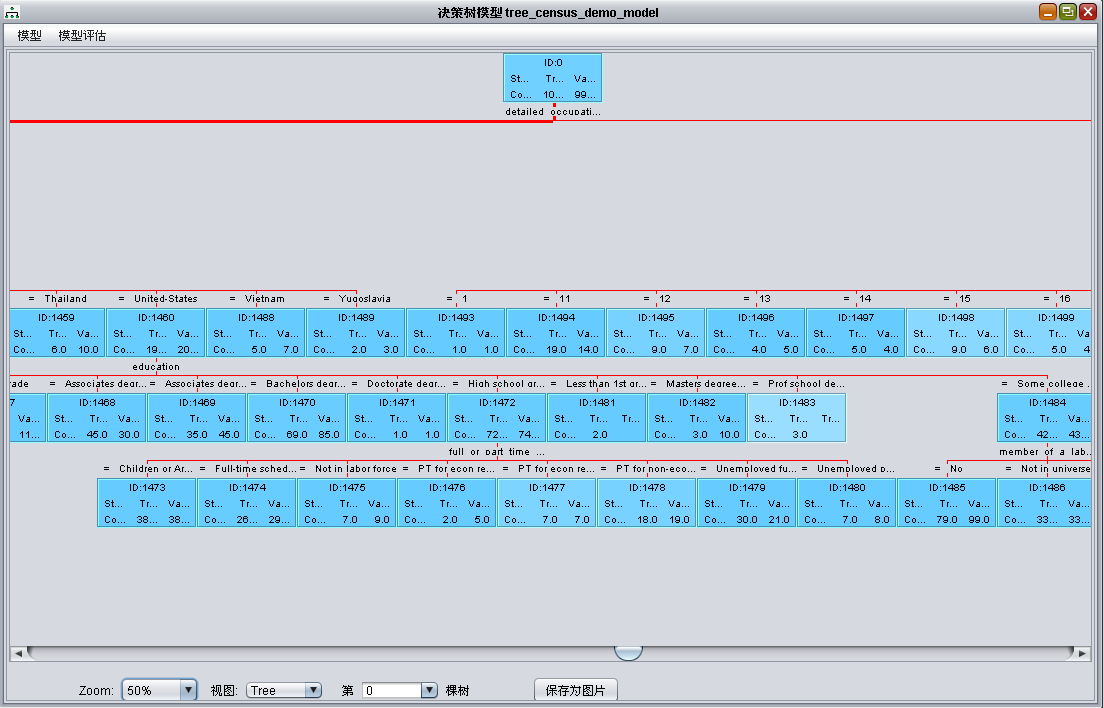 决策树模型 tree_census_demo_model
模型 模型评估
ID:0
St... Tr... Va...
Co... 10... 99...
detailed occupati...
= Thailand = United-States = Vietnam = Yugoslavia = 1 = 11 = 12 = 13 = 14 = 15 = 16
ID:1459 ID:1460 ID:1488 ID:1489 ID:1493 ID:1494 ID:1495 ID:1496 ID:1497 ID:1498 ID:1499
St... Tr... Va... St... Tr... Va... St... Tr... Va... St... Tr... Va... St... Tr... Va... St... Tr... Va... St... Tr... Va... St... Tr... Va... St... Tr... Va... St... Tr... Va... St... Tr... Va
Co... 6.0 10.0 Co... 19... 20... Co... 5.0 7.0 Co... 2.0 3.0 Co... 1.0 1.0 Co... 19.0 14.0 Co... 9.0 7.0 Co... 4.0 5.0 Co... 5.0 4.0 Co... 9.0 6.0 Co... 5.0 4
education
ade = Associates degr... = Associates degr... = Bachelors degr... = Doctorate degr... = High school gr... = Less than 1st gr... = Masters degree... = Prof school de... = Some college .
7 ID:1468 ID:1469 ID:1470 ID:1471 ID:1472 ID:1481 ID:1482 ID:1483 ID:1484
Va... St... Tr... Va... St... Tr... Va... St... Tr... Va... St... Tr... Va... St... Tr... Va... St... Tr... Tr... St... Tr... Va... St... Tr... Tr... St... Tr... Va...
11... Co... 45.0 30.0 Co... 35.0 45.0 Co... 69.0 85.0 Co... 1.0 1.0 Co... 72... 74... Co... 2.0 Co... 3.0 10.0 Co... 3.0 Co... 42... 43...
full or part time ... member of a lab..
= Children or Ar... = Full-time sched... = Not in labor force = PT for econ re... = PT for econ re... = PT for non-eco... = Unemployed fu... = Unemployed p... = No = Not in universe
ID:1473 ID:1474 ID:1475 ID:1476 ID:1477 ID:1478 ID:1479 ID:1480 ID:1485 ID:1486
St... Tr... Va... St... Tr... Va... St... Tr... Va... St... Tr... Va... St... Tr... Va... St... Tr... Va... St... Tr... Va... St... Tr... Va... St... Tr... Va... St... Tr... Va...
Co... 38... 38... Co... 26... 29... Co... 7.0 9.0 Co... 2.0 5.0 Co... 7.0 7.0 Co... 18.0 19.0 Co... 30.0 21.0 Co... 7.0 8.0 Co... 79.0 99.0 Co... 33... 33...
Zoom: 50% 视图: Tree 第 0 棵树 保存为图片